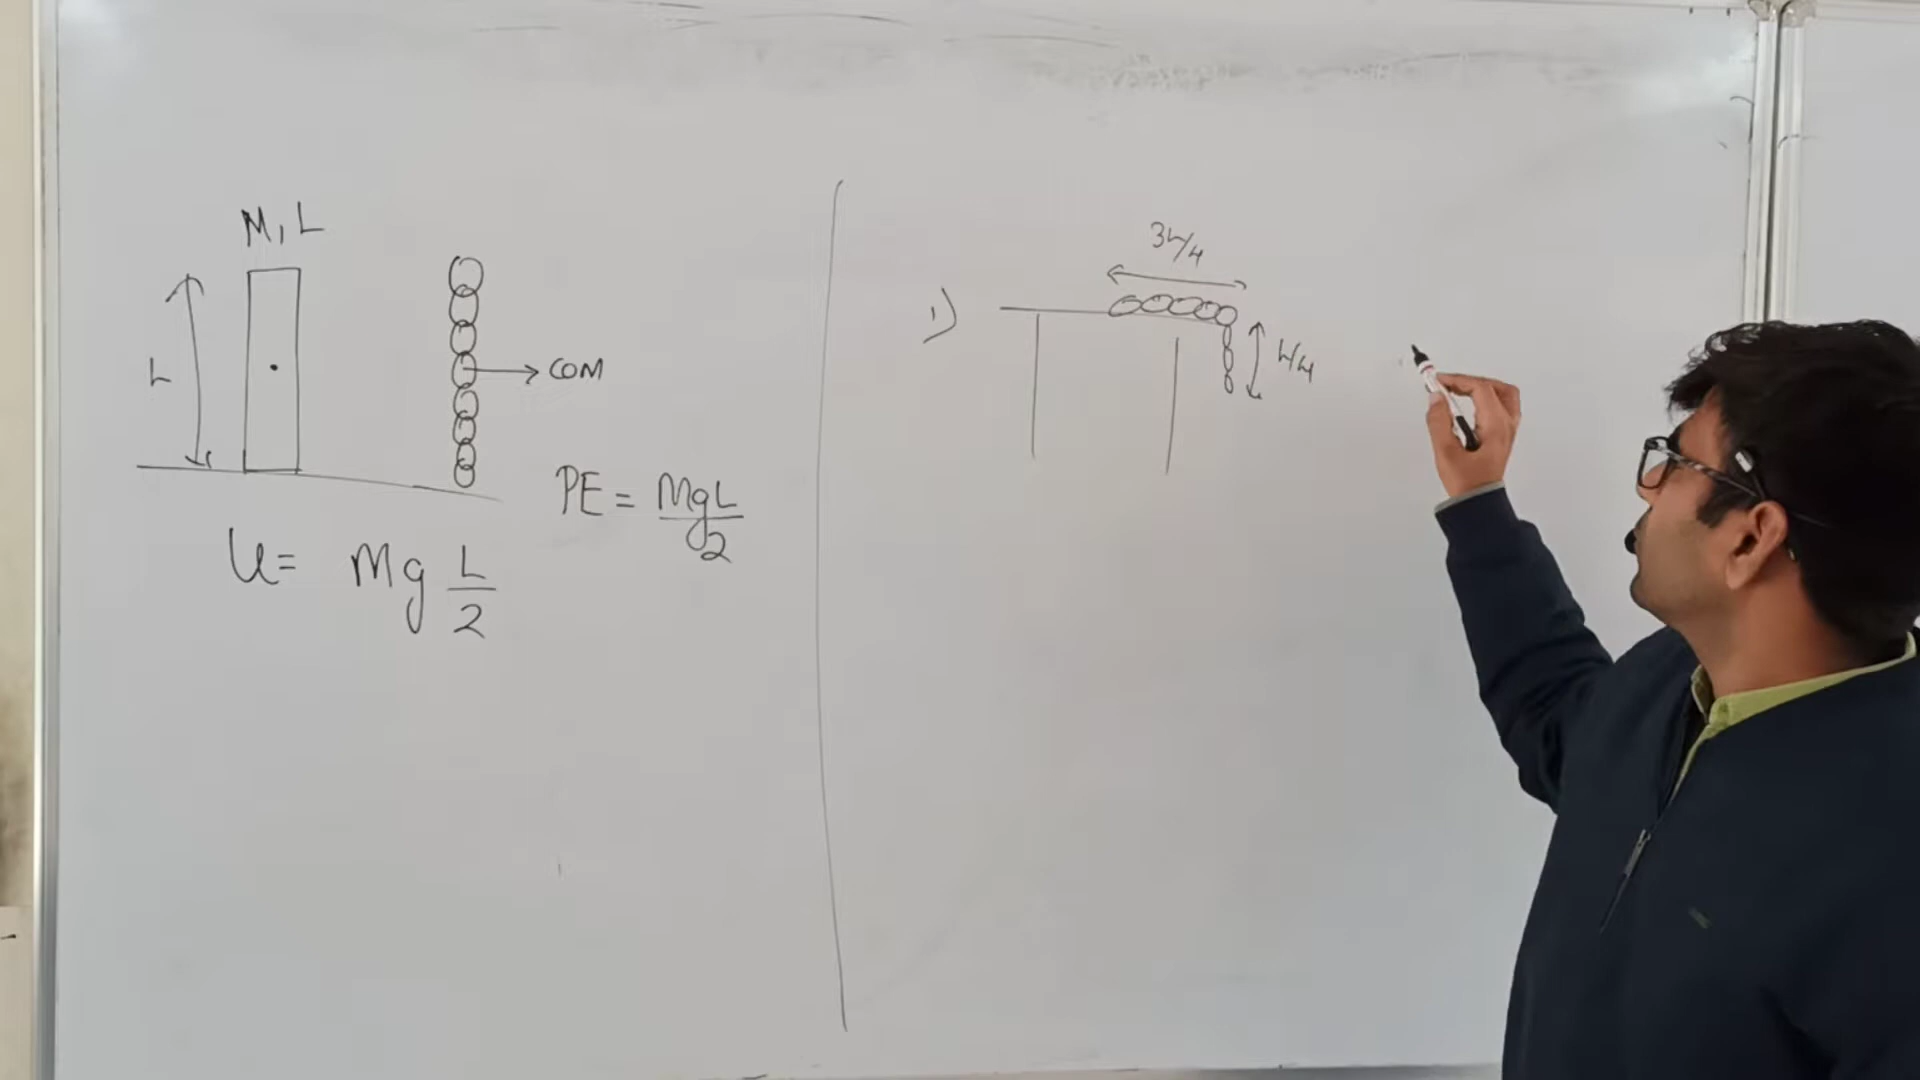 M, L
L
COM
PE = MgL/2
U = Mg L/2
1)
3L/4
L/4